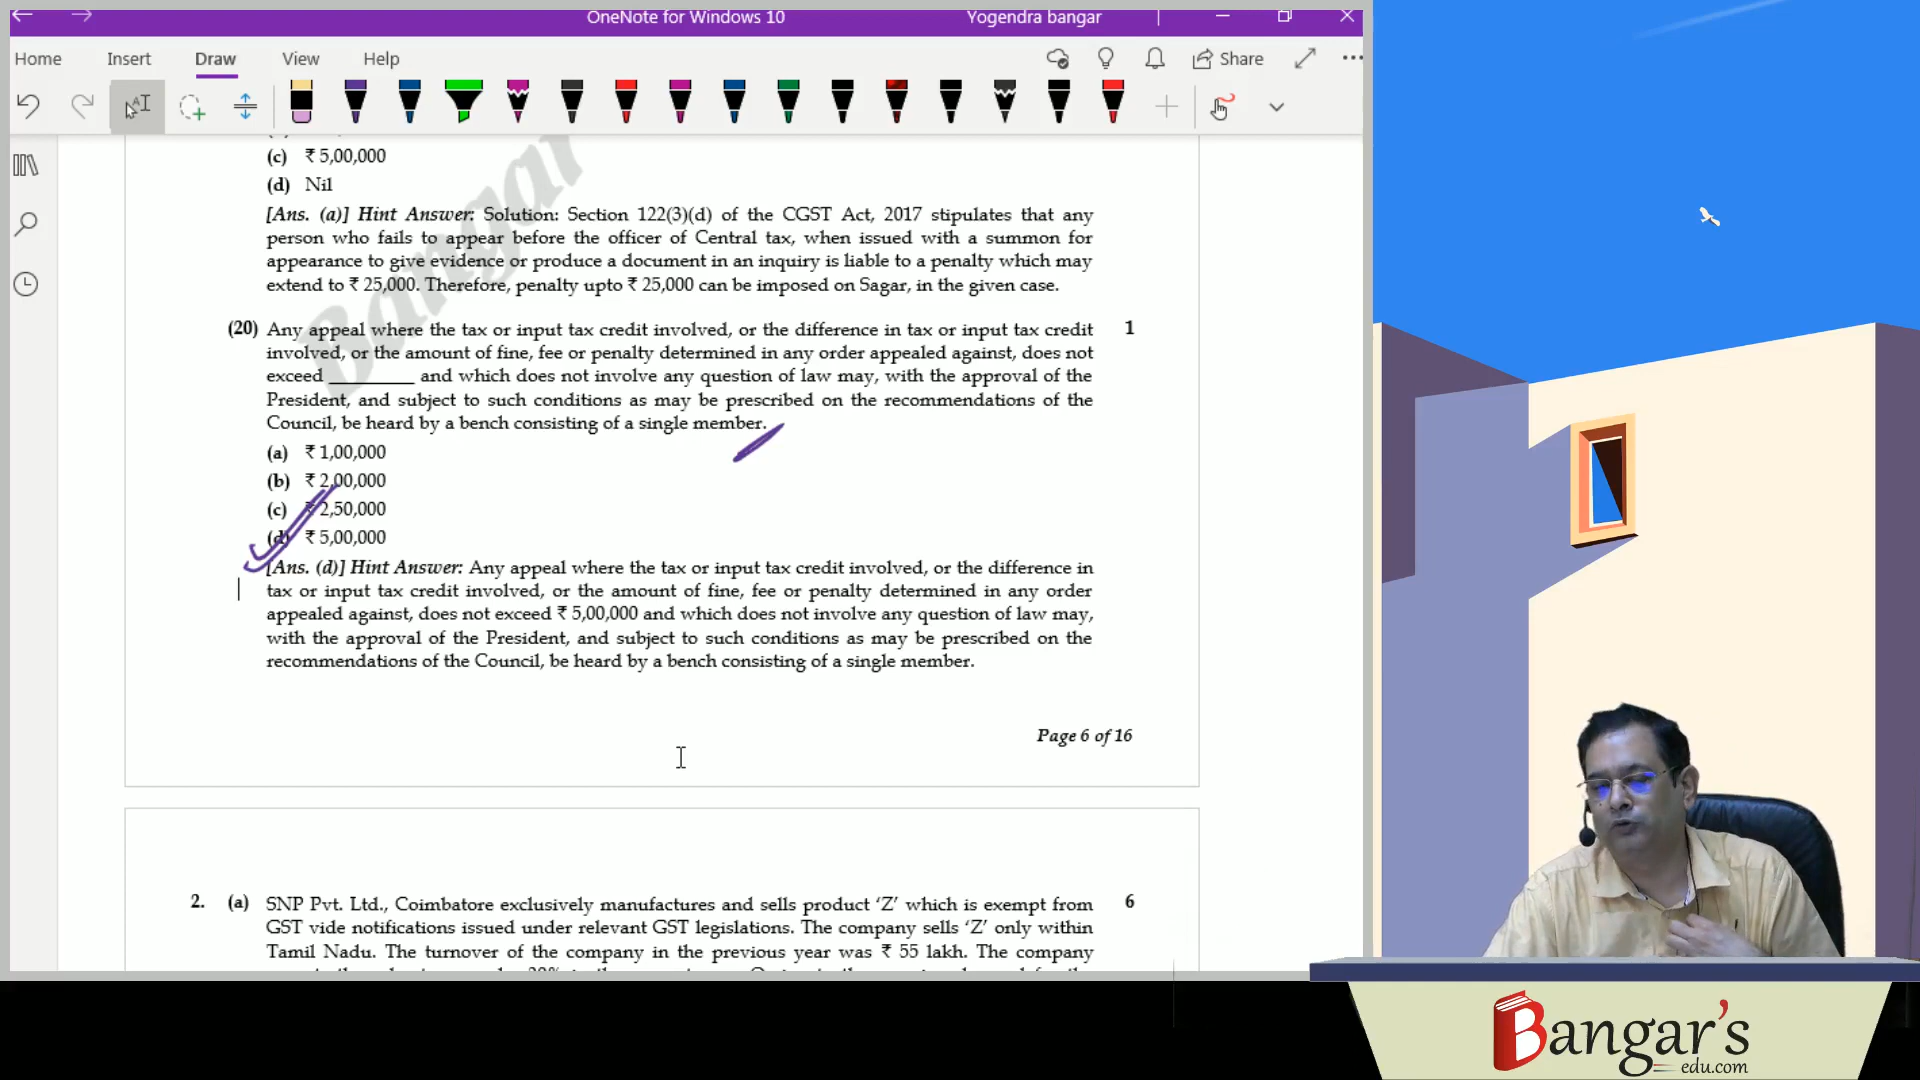 OneNote for Windows 10
Yogendra bangar
Home Insert Draw View Help
Share
(c) ₹ 5,00,000
(d) Nil
[Ans. (a)] Hint Answer: Solution: Section 122(3)(d) of the CGST Act, 2017 stipulates that any
person who fails to appear before the officer of Central tax, when issued with a summon for
appearance to give evidence or produce a document in an inquiry is liable to a penalty which may
extend to ₹ 25,000. Therefore, penalty upto ₹ 25,000 can be imposed on Sagar, in the given case.
Bangar
(20) Any appeal where the tax or input tax credit involved, or the difference in tax or input tax credit 1
involved, or the amount of fine, fee or penalty determined in any order appealed against, does not
exceed ________ and which does not involve any question of law may, with the approval of the
President, and subject to such conditions as may be prescribed on the recommendations of the
Council, be heard by a bench consisting of a single member.
(a) ₹ 1,00,000
(b) ₹ 2,00,000
(c) ₹ 2,50,000
(d) ₹ 5,00,000
[Ans. (d)] Hint Answer: Any appeal where the tax or input tax credit involved, or the difference in
tax or input tax credit involved, or the amount of fine, fee or penalty determined in any order
appealed against, does not exceed ₹ 5,00,000 and which does not involve any question of law may,
with the approval of the President, and subject to such conditions as may be prescribed on the
recommendations of the Council, be heard by a bench consisting of a single member.
Page 6 of 16
2. (a) SNP Pvt. Ltd., Coimbatore exclusively manufactures and sells product ‘Z’ which is exempt from 6
GST vide notifications issued under relevant GST legislations. The company sells ‘Z’ only within
Tamil Nadu. The turnover of the company in the previous year was ₹ 55 lakh. The company
Bangar's
edu.com